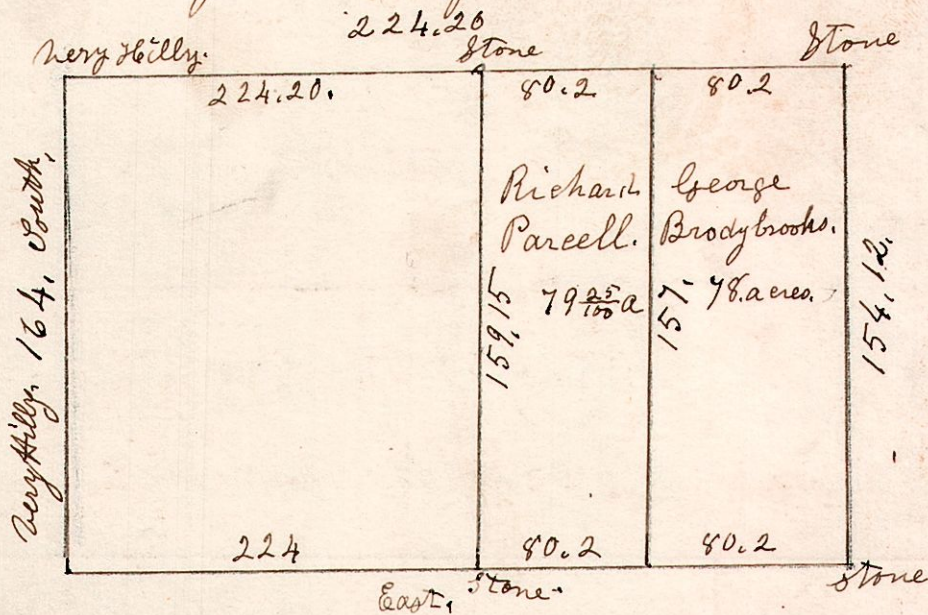 224.20
Very Hilly. Stone Stone
224.20. 80.2 80.2
Very Hilly. 164. South,
Richard
Parcell.
79 25/100 a
159,15
George
Brodybrooks.
78. acres.
157.
154,12.
224 80.2 80.2
East, Stone. Stone